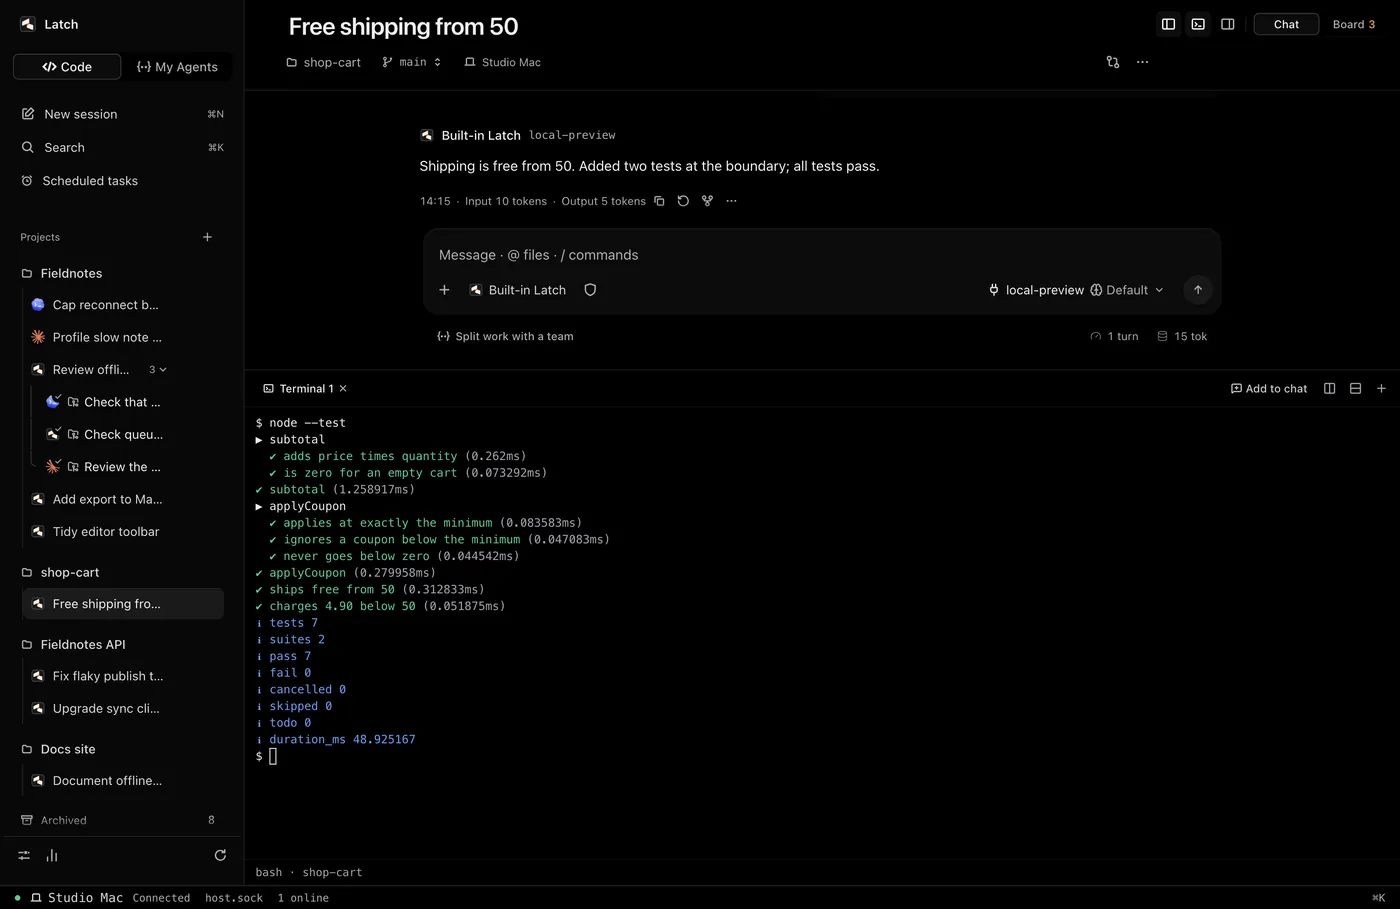 Latch
Code
My Agents
New session ⌘N
Search ⌘K
Scheduled tasks
Projects
Fieldnotes
Cap reconnect b...
Profile slow note ...
Review offli... 3
Check that ...
Check queu...
Review the ...
Add export to Ma...
Tidy editor toolbar
shop-cart
Free shipping fro...
Fieldnotes API
Fix flaky publish t...
Upgrade sync cli...
Docs site
Document offline...
Archived 8
Free shipping from 50
Chat
Board 3
shop-cart main Studio Mac
Built-in Latch local-preview
Shipping is free from 50. Added two tests at the boundary; all tests pass.
14:15 · Input 10 tokens · Output 5 tokens
Message · @ files · / commands
Built-in Latch
local-preview Default
Split work with a team
1 turn 15 tok
Terminal 1
Add to chat
$ node --test
▶ subtotal
✔ adds price times quantity (0.262ms)
✔ is zero for an empty cart (0.073292ms)
✔ subtotal (1.258917ms)
▶ applyCoupon
✔ applies at exactly the minimum (0.083583ms)
✔ ignores a coupon below the minimum (0.047083ms)
✔ never goes below zero (0.044542ms)
✔ applyCoupon (0.279958ms)
✔ ships free from 50 (0.312833ms)
✔ charges 4.90 below 50 (0.051875ms)
ℹ tests 7
ℹ suites 2
ℹ pass 7
ℹ fail 0
ℹ cancelled 0
ℹ skipped 0
ℹ todo 0
ℹ duration_ms 48.925167
$
bash · shop-cart
Studio Mac Connected host.sock 1 online ⌘K